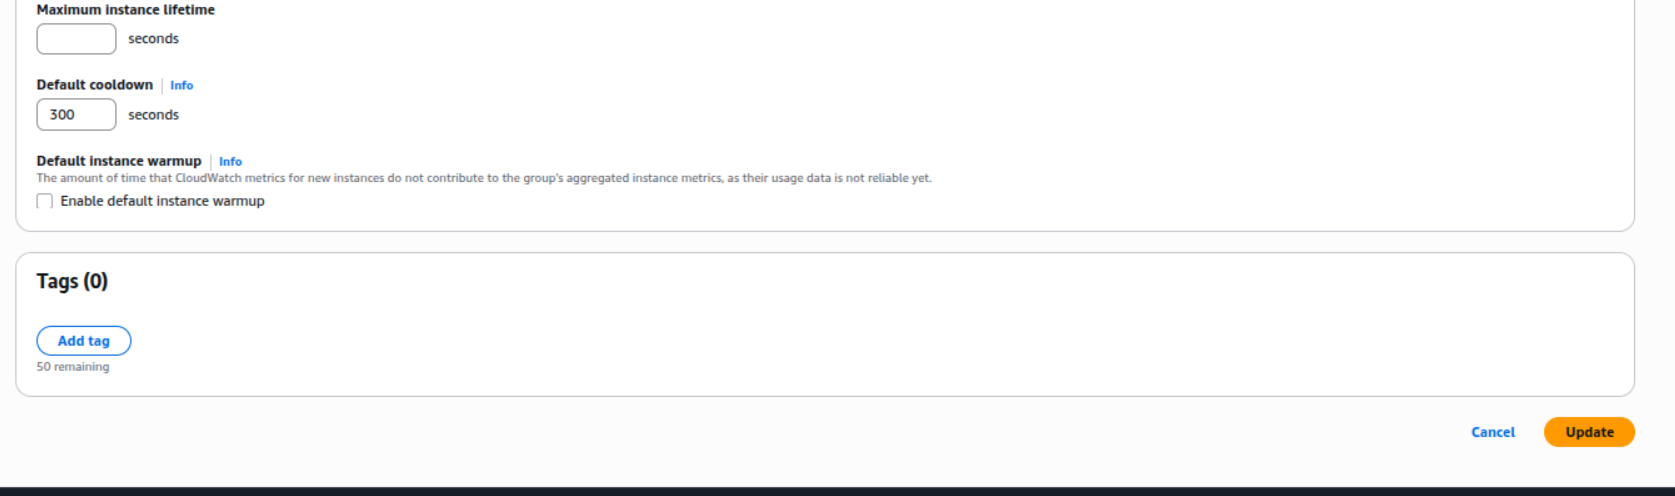 Maximum instance lifetime
seconds
Default cooldown Info
300 seconds
Default instance warmup Info
The amount of time that CloudWatch metrics for new instances do not contribute to the group's aggregated instance metrics, as their usage data is not reliable yet.
Enable default instance warmup
Tags (0)
Add tag
50 remaining
Cancel Update